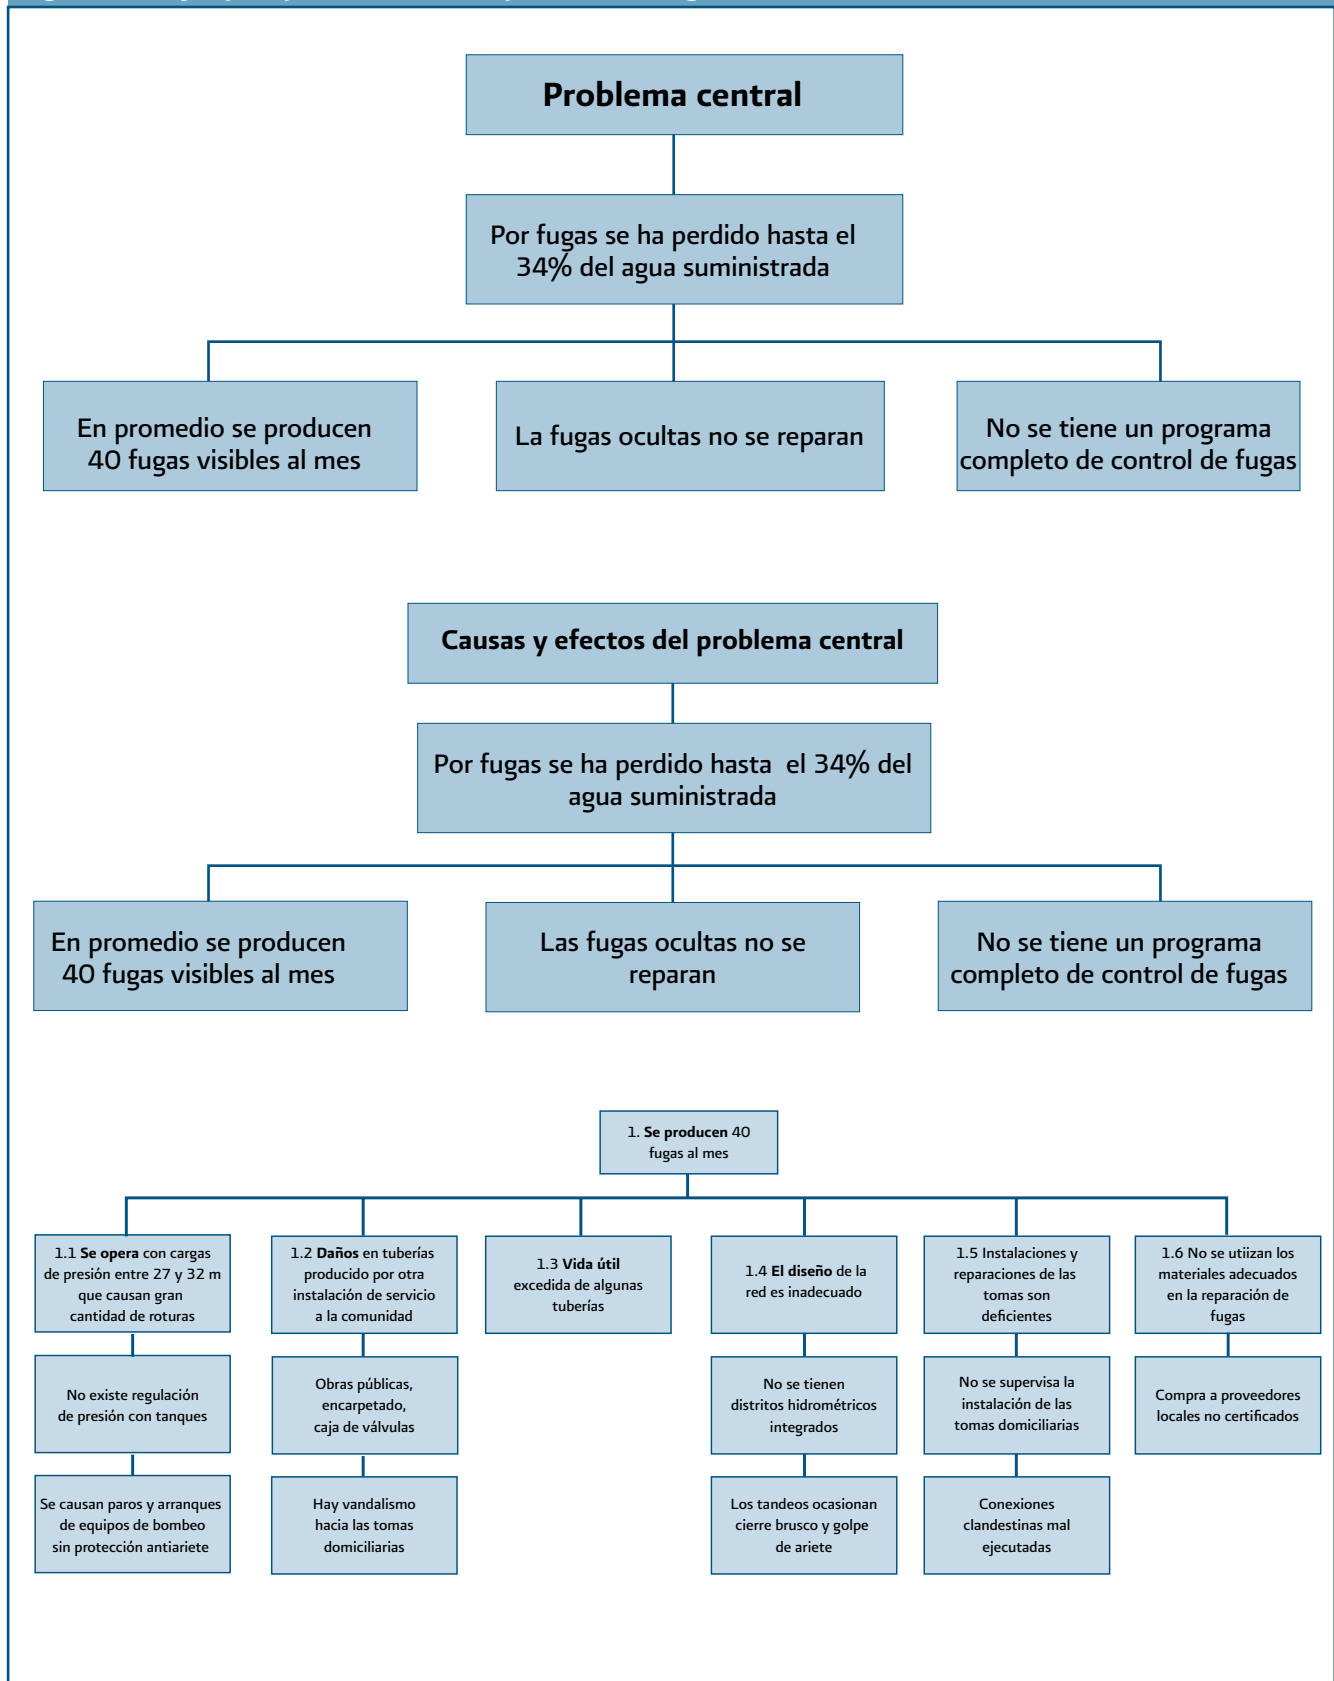 Problema central
Por fugas se ha perdido hasta el
34% del agua suministrada
En promedio se producen
40 fugas visibles al mes
La fugas ocultas no se reparan
No se tiene un programa
completo de control de fugas
Causas y efectos del problema central
Por fugas se ha perdido hasta el 34% del
agua suministrada
En promedio se producen
40 fugas visibles al mes
Las fugas ocultas no se
reparan
No se tiene un programa
completo de control de fugas
1. Se producen 40
fugas al mes
1.1 Se opera con cargas
de presión entre 27 y 32 m
que causan gran
cantidad de roturas
1.2 Daños en tuberías
producido por otra
instalación de servicio
a la comunidad
1.3 Vida útil
excedida de algunas
tuberías
1.4 El diseño de la
red es inadecuado
1.5 Instalaciones y
reparaciones de las
tomas son
deficientes
1.6 No se utiizan los
materiales adecuados
en la reparación de
fugas
No existe regulación
de presión con tanques
Obras públicas,
encarpetado,
caja de válvulas
No se tienen
distritos hidrométricos
integrados
No se supervisa la
instalación de las
tomas domiciliarias
Compra a proveedores
locales no certificados
Se causan paros y arranques
de equipos de bombeo
sin protección antiariete
Hay vandalismo
hacia las tomas
domiciliarias
Los tandeos ocasionan
cierre brusco y golpe
de ariete
Conexiones
clandestinas mal
ejecutadas